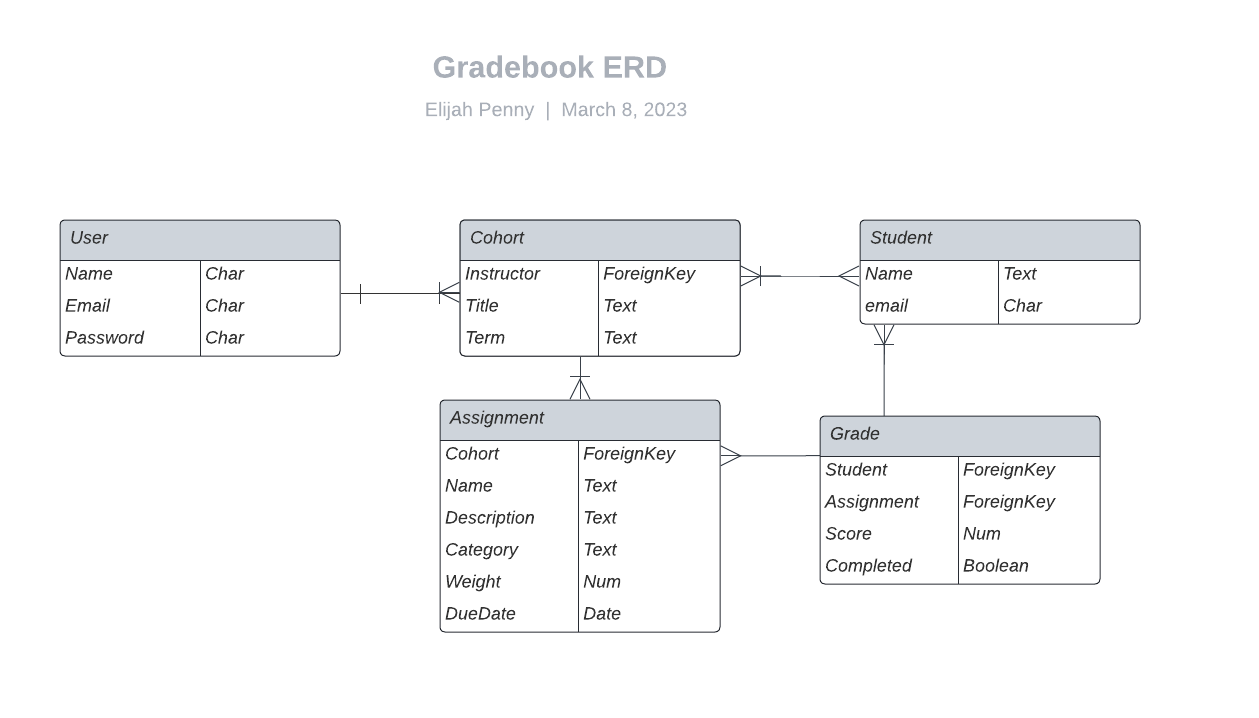 Gradebook ERD
Elijah Penny | March 8, 2023
User
Name Char
Email Char
Password Char
Cohort
Instructor ForeignKey
Title Text
Term Text
Student
Name Text
email Char
Assignment
Cohort ForeignKey
Name Text
Description Text
Category Text
Weight Num
DueDate Date
Grade
Student ForeignKey
Assignment ForeignKey
Score Num
Completed Boolean